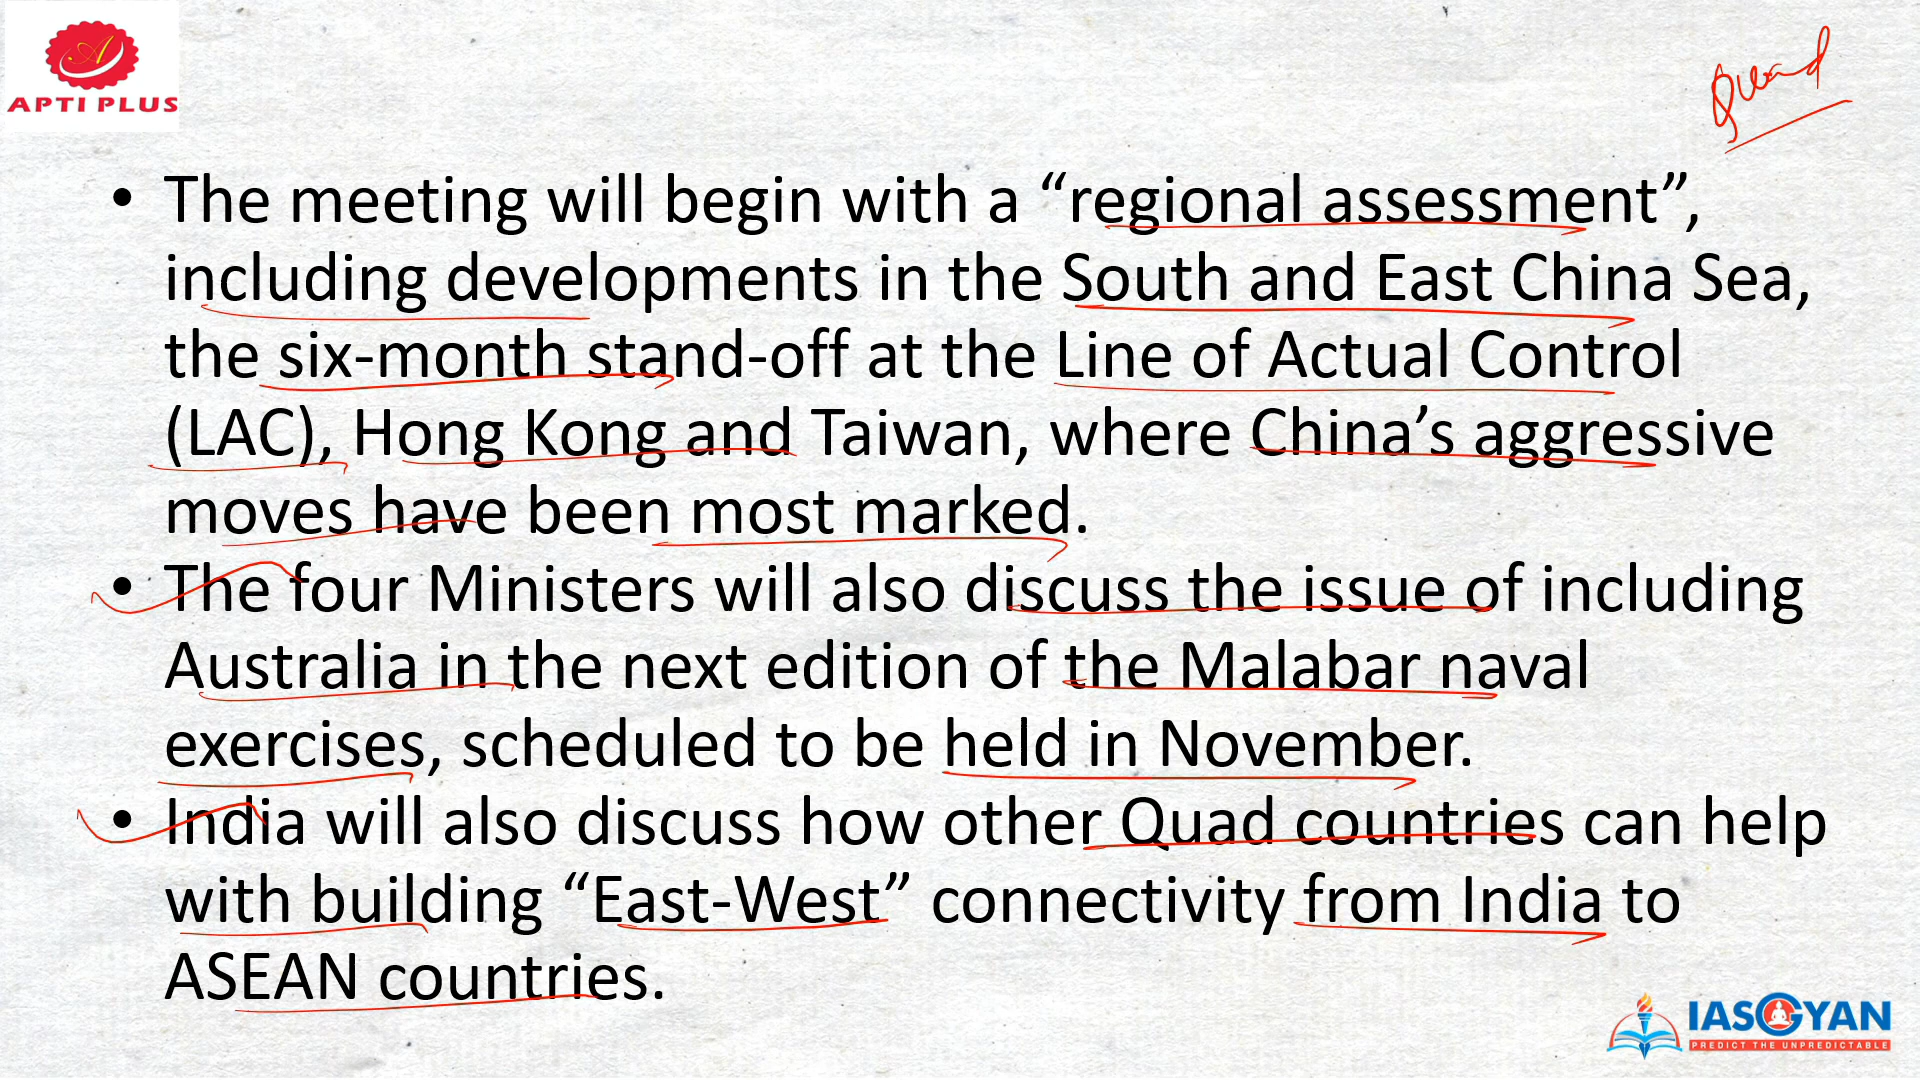 APTI PLUS
Quad
• The meeting will begin with a “regional assessment”,
including developments in the South and East China Sea,
the six-month stand-off at the Line of Actual Control
(LAC), Hong Kong and Taiwan, where China’s aggressive
moves have been most marked.
• The four Ministers will also discuss the issue of including
Australia in the next edition of the Malabar naval
exercises, scheduled to be held in November.
• India will also discuss how other Quad countries can help
with building “East-West” connectivity from India to
ASEAN countries.
IASGYAN
PREDICT THE UNPREDICTABLE